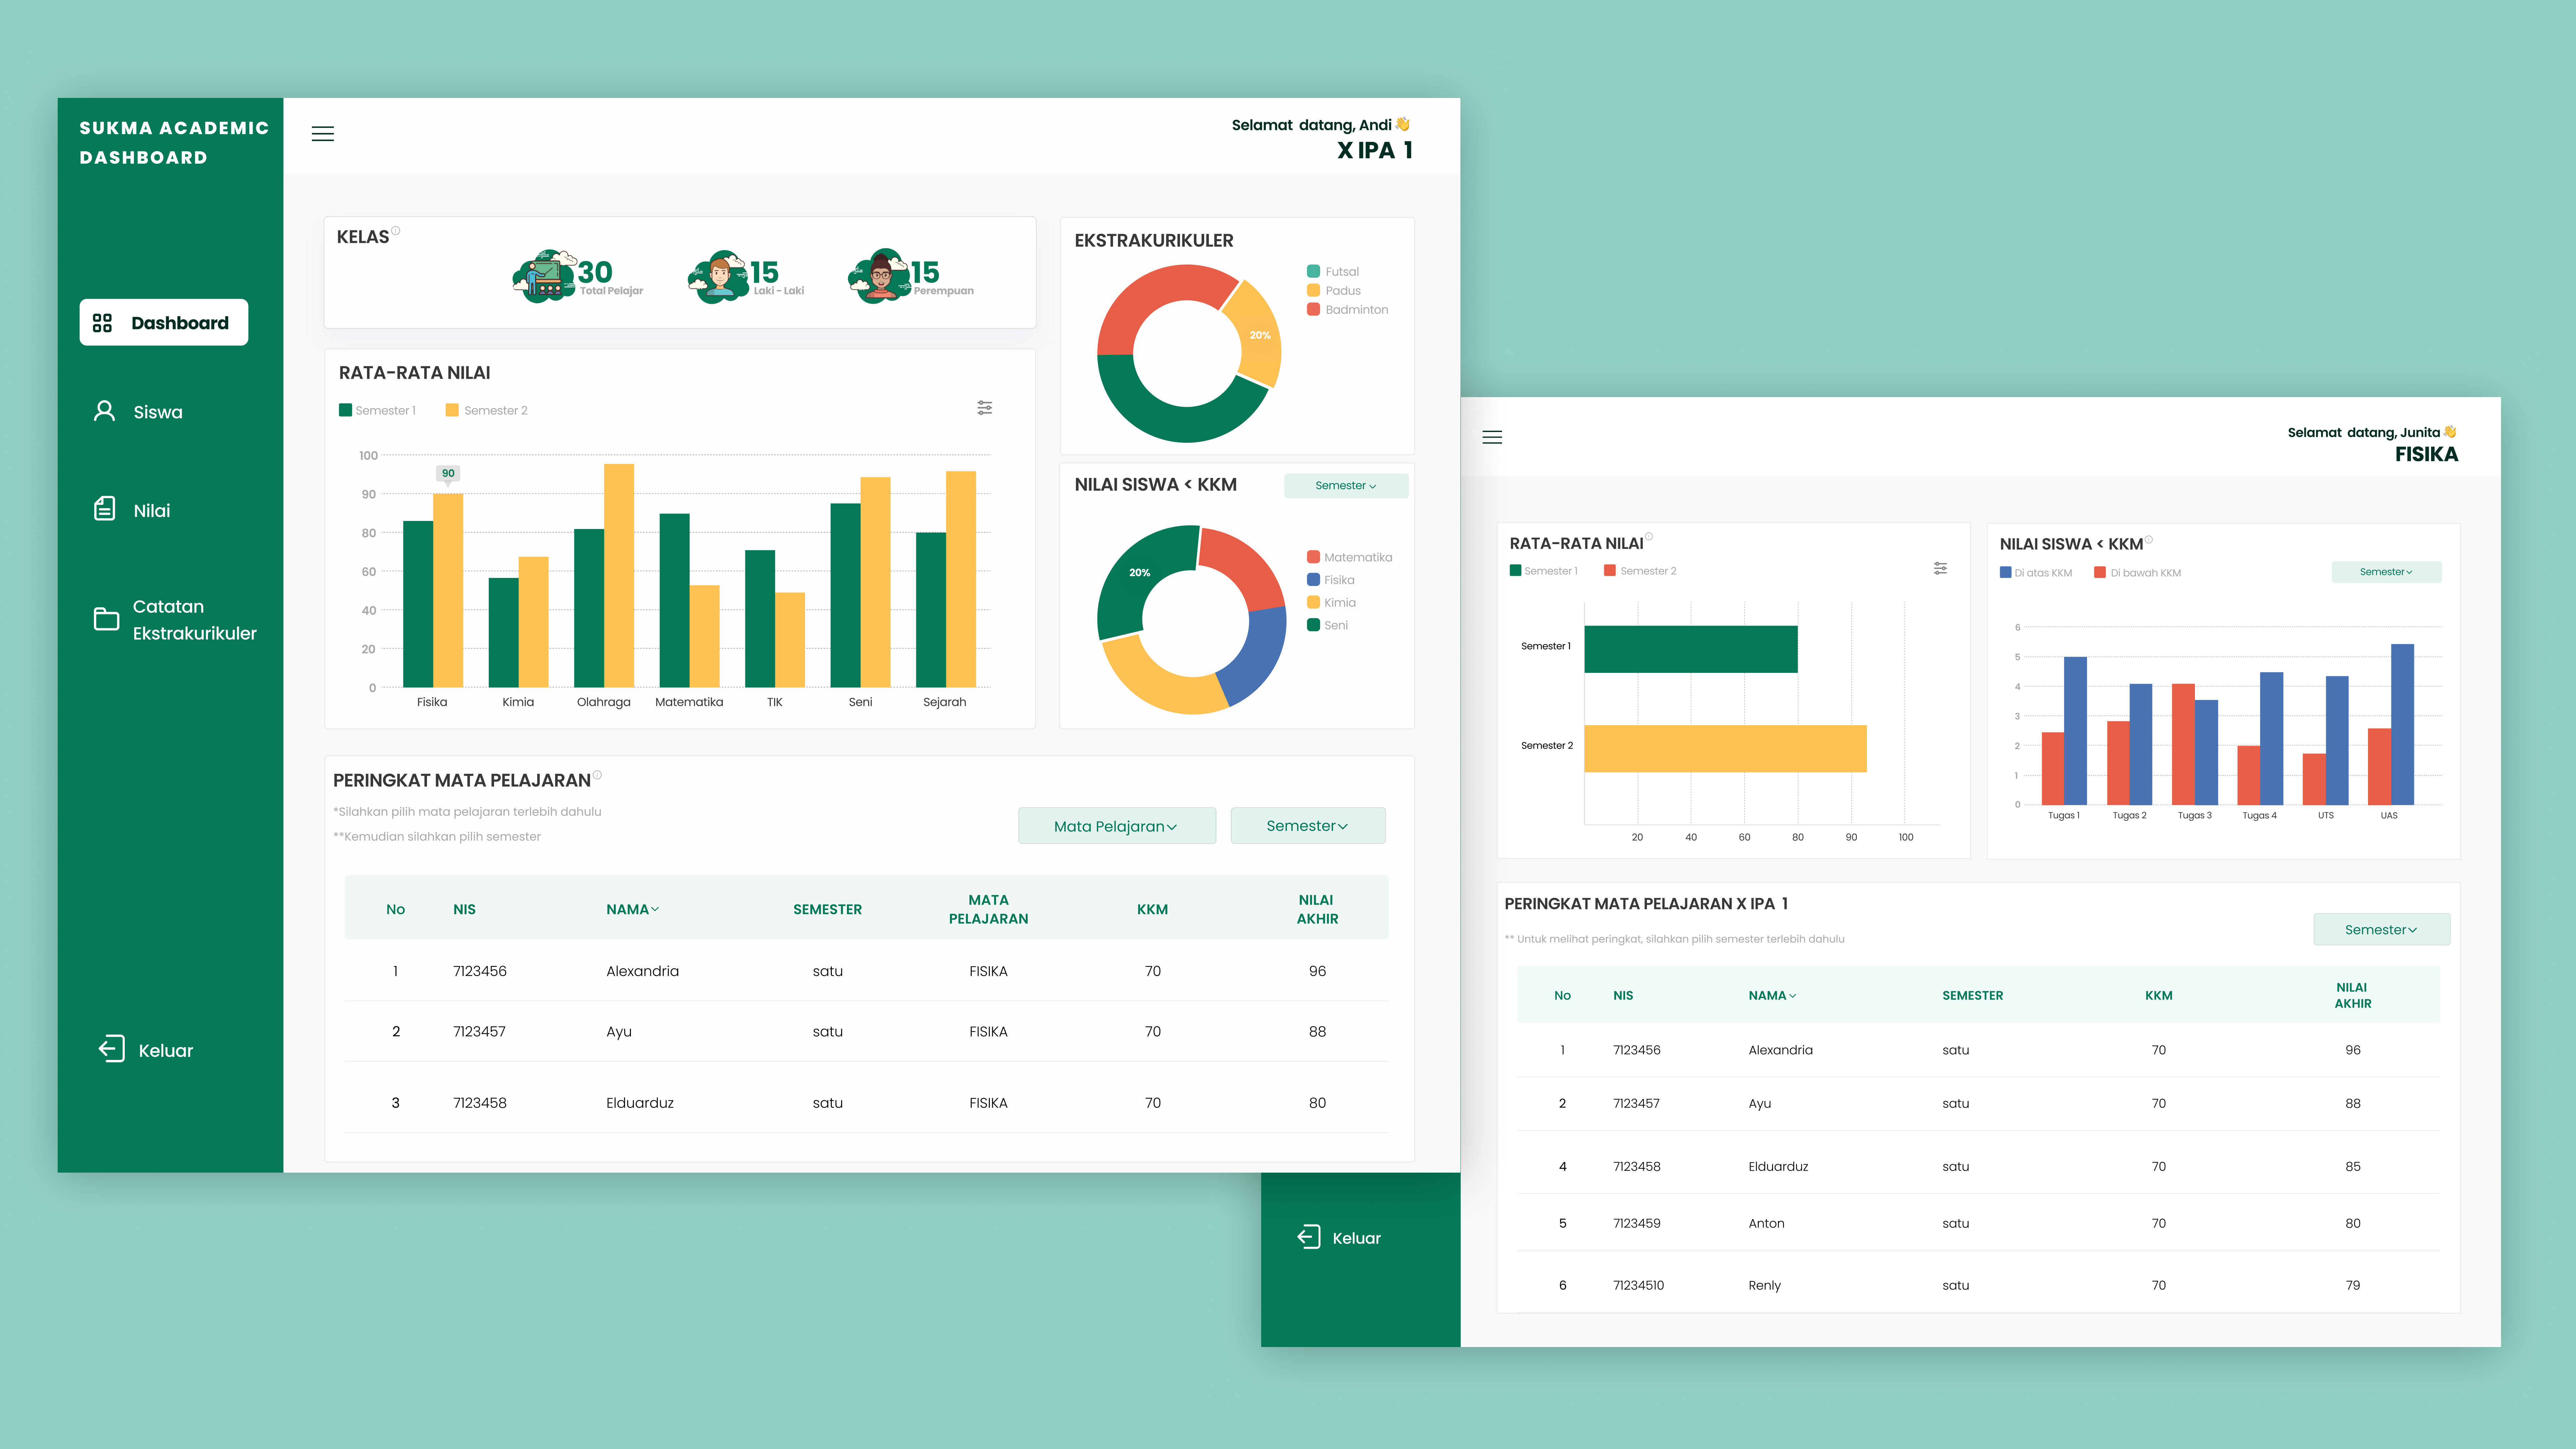 SUKMA ACADEMIC
DASHBOARD
Dashboard
Siswa
Nilai
Catatan
Ekstrakurikuler
Keluar
Selamat datang, Andi
X IPA 1
KELAS
30
Total Pelajar
15
Laki - Laki
15
Perempuan
RATA-RATA NILAI
Semester 1 Semester 2
100
90
90
80
60
40
20
0
Fisika Kimia Olahraga Matematika TIK Seni Sejarah
EKSTRAKURIKULER
Futsal
Padus
Badminton
20%
NILAI SISWA < KKM
Semester
Matematika
Fisika
Kimia
Seni
20%
PERINGKAT MATA PELAJARAN
*Silahkan pilih mata pelajaran terlebih dahulu
**Kemudian silahkan pilih semester
Mata Pelajaran Semester
No NIS NAMA SEMESTER MATA PELAJARAN KKM NILAI AKHIR
1 7123456 Alexandria satu FISIKA 70 96
2 7123457 Ayu satu FISIKA 70 88
3 7123458 Elduarduz satu FISIKA 70 80
Selamat datang, Junita
FISIKA
RATA-RATA NILAI
Semester 1 Semester 2
Semester 1
Semester 2
20 40 60 80 90 100
NILAI SISWA < KKM
Di atas KKM Di bawah KKM
Semester
6
5
4
3
2
1
0
Tugas 1 Tugas 2 Tugas 3 Tugas 4 UTS UAS
PERINGKAT MATA PELAJARAN X IPA 1
** Untuk melihat peringkat, silahkan pilih semester terlebih dahulu
Semester
No NIS NAMA SEMESTER KKM NILAI AKHIR
1 7123456 Alexandria satu 70 96
2 7123457 Ayu satu 70 88
4 7123458 Elduarduz satu 70 85
5 7123459 Anton satu 70 80
6 71234510 Renly satu 70 79
Keluar